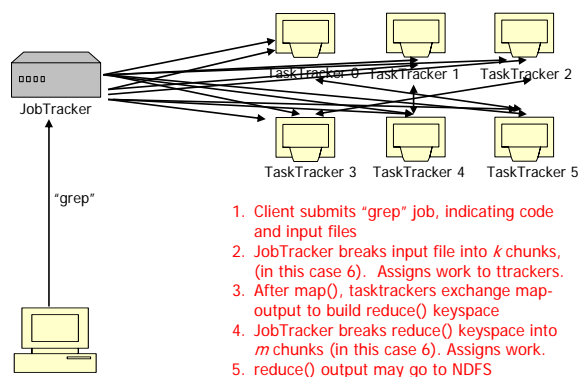 TaskTracker 0 TaskTracker 1 TaskTracker 2
JobTracker
TaskTracker 3 TaskTracker 4 TaskTracker 5
“grep”
1. Client submits “grep” job, indicating code
and input files
2. JobTracker breaks input file into k chunks,
(in this case 6). Assigns work to ttrackers.
3. After map(), tasktrackers exchange map-
output to build reduce() keyspace
4. JobTracker breaks reduce() keyspace into
m chunks (in this case 6). Assigns work.
5. reduce() output may go to NDFS